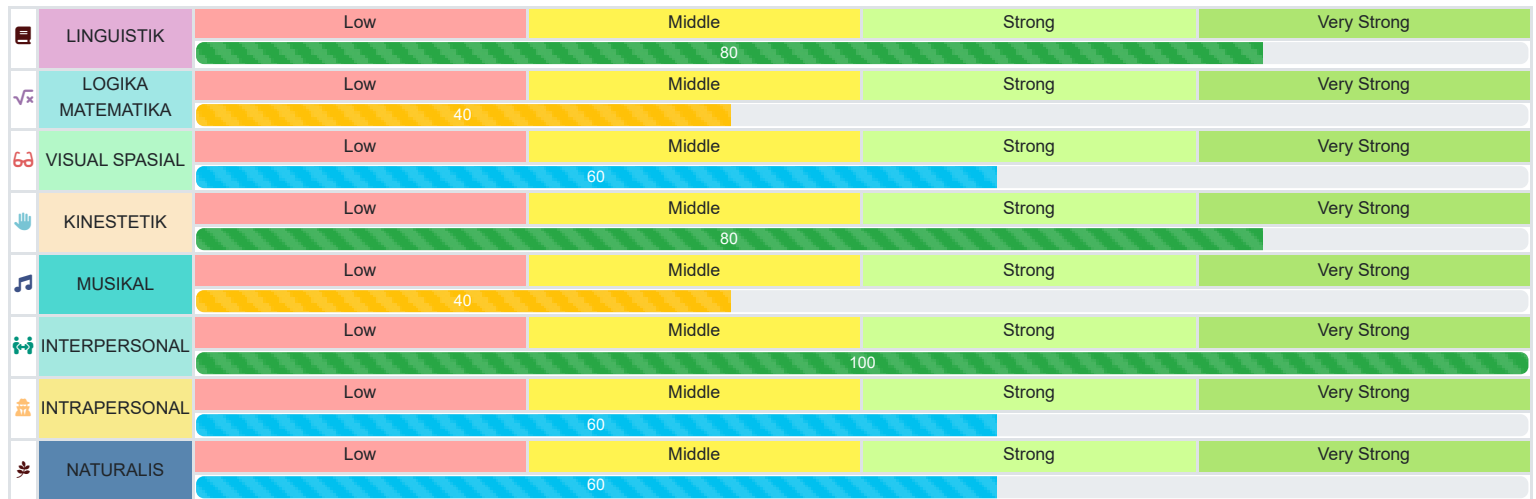 LINGUISTIK
Low Middle Strong Very Strong
80
LOGIKA
MATEMATIKA
Low Middle Strong Very Strong
40
VISUAL SPASIAL
Low Middle Strong Very Strong
60
KINESTETIK
Low Middle Strong Very Strong
80
MUSIKAL
Low Middle Strong Very Strong
40
INTERPERSONAL
Low Middle Strong Very Strong
100
INTRAPERSONAL
Low Middle Strong Very Strong
60
NATURALIS
Low Middle Strong Very Strong
60